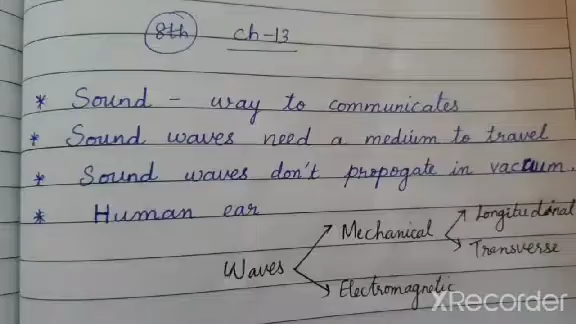 8th Ch-13
* Sound - way to communicates
* Sound waves need a medium to travel
* Sound waves don't propogate in vacuum.
* Human ear
Waves
Mechanical
Longitudinal
Transverse
Electromagnetic
XRecorder